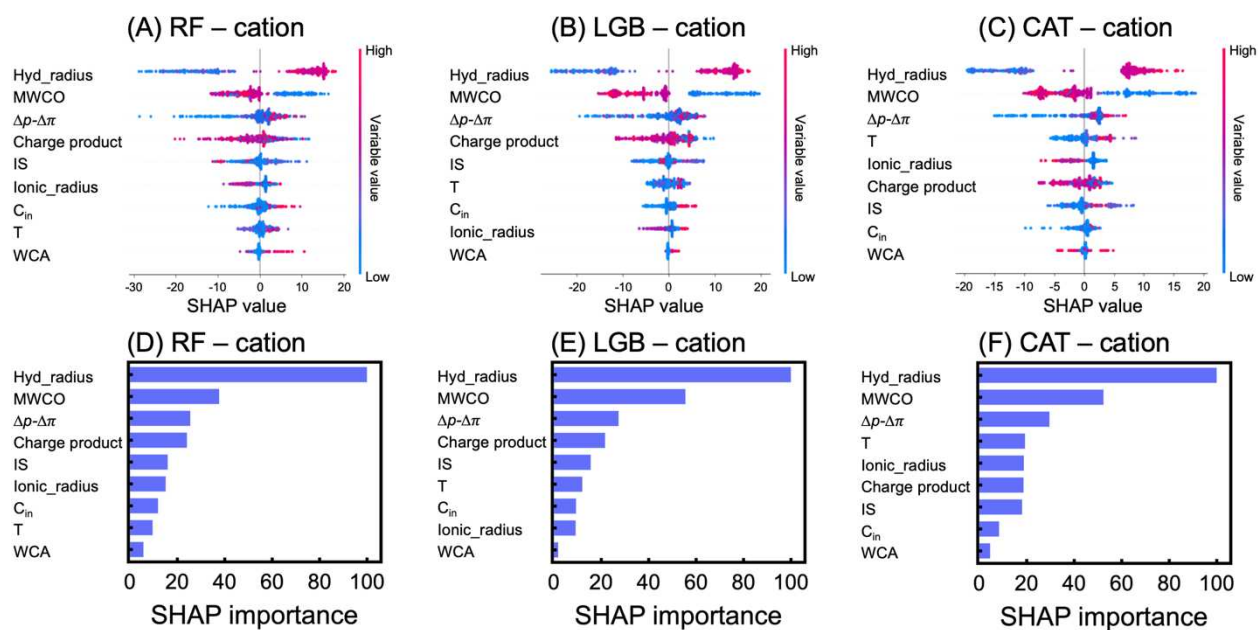 (A) RF – cation
High
Hyd_radius
MWCO
Δp-Δπ
Charge product
IS
Ionic_radius
C_in
T
WCA
Variable value
Low
-30 -20 -10 0 10 20
SHAP value
(B) LGB – cation
High
Hyd_radius
MWCO
Δp-Δπ
Charge product
IS
T
C_in
Ionic_radius
WCA
Variable value
Low
-20 -10 0 10 20
SHAP value
(C) CAT – cation
High
Hyd_radius
MWCO
Δp-Δπ
T
Ionic_radius
Charge product
IS
C_in
WCA
Variable value
Low
-20 -15 -10 -5 0 5 10 15 20
SHAP value
(D) RF – cation
Hyd_radius
MWCO
Δp-Δπ
Charge product
IS
Ionic_radius
C_in
T
WCA
0 20 40 60 80 100
SHAP importance
(E) LGB – cation
Hyd_radius
MWCO
Δp-Δπ
Charge product
IS
T
C_in
Ionic_radius
WCA
0 20 40 60 80 100
SHAP importance
(F) CAT – cation
Hyd_radius
MWCO
Δp-Δπ
T
Ionic_radius
Charge product
IS
C_in
WCA
0 20 40 60 80 100
SHAP importance